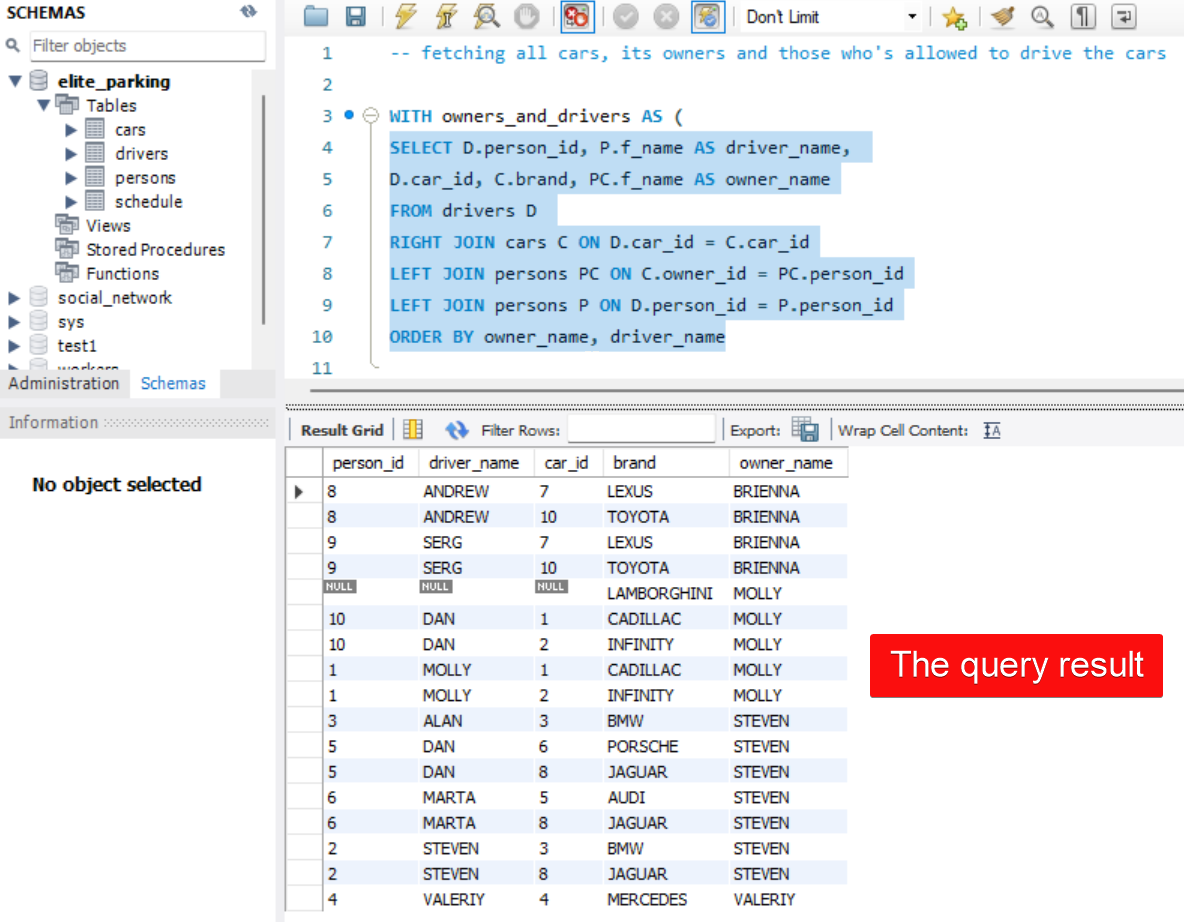 SCHEMAS
Filter objects
elite_parking
Tables
cars
drivers
persons
schedule
Views
Stored Procedures
Functions
social_network
sys
test1
workers
Administration Schemas
Information
No object selected
Don't Limit
1 -- fetching all cars, its owners and those who's allowed to drive the cars
2
3 WITH owners_and_drivers AS (
4 SELECT D.person_id, P.f_name AS driver_name,
5 D.car_id, C.brand, PC.f_name AS owner_name
6 FROM drivers D
7 RIGHT JOIN cars C ON D.car_id = C.car_id
8 LEFT JOIN persons PC ON C.owner_id = PC.person_id
9 LEFT JOIN persons P ON D.person_id = P.person_id
10 ORDER BY owner_name, driver_name
11
Result Grid Filter Rows: Export: Wrap Cell Content: IA
person_id driver_name car_id brand owner_name
8 ANDREW 7 LEXUS BRIENNA
8 ANDREW 10 TOYOTA BRIENNA
9 SERG 7 LEXUS BRIENNA
9 SERG 10 TOYOTA BRIENNA
NULL NULL NULL LAMBORGHINI MOLLY
10 DAN 1 CADILLAC MOLLY
10 DAN 2 INFINITY MOLLY
1 MOLLY 1 CADILLAC MOLLY
1 MOLLY 2 INFINITY MOLLY
3 ALAN 3 BMW STEVEN
5 DAN 6 PORSCHE STEVEN
5 DAN 8 JAGUAR STEVEN
6 MARTA 5 AUDI STEVEN
6 MARTA 8 JAGUAR STEVEN
2 STEVEN 3 BMW STEVEN
2 STEVEN 8 JAGUAR STEVEN
4 VALERIY 4 MERCEDES VALERIY
The query result